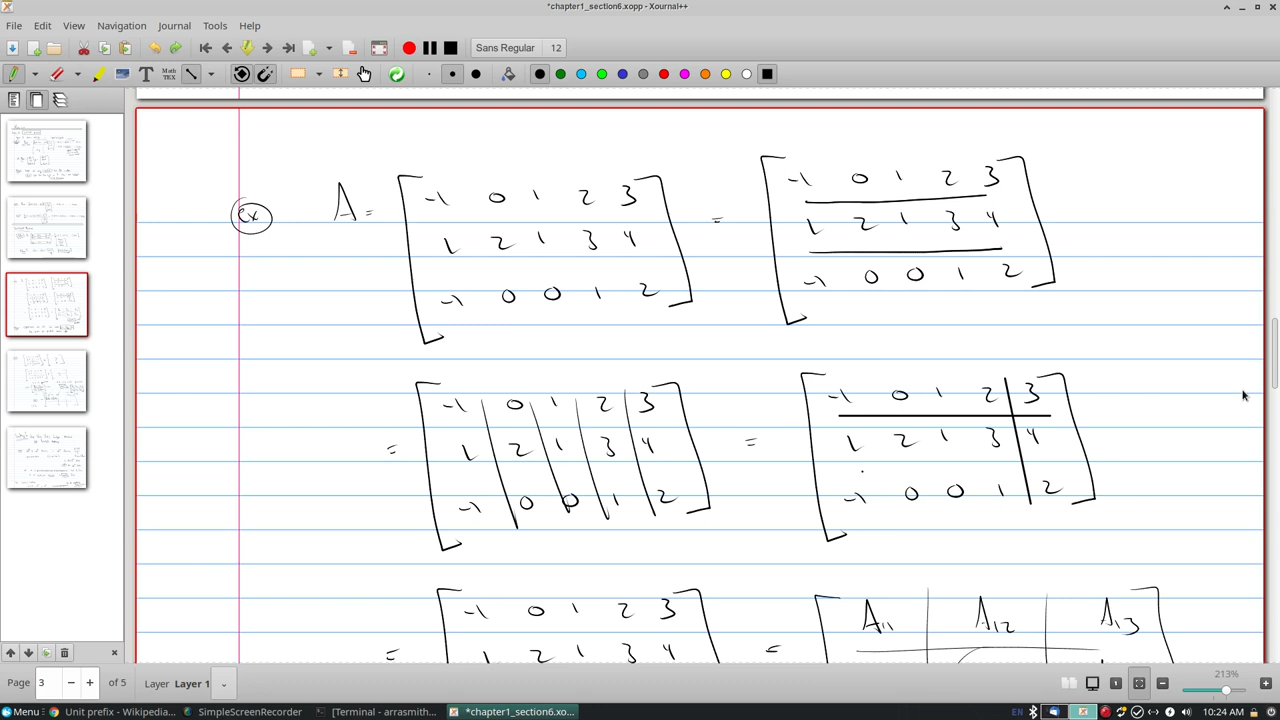 *chapter1_section6.xopp - Xournal++
File Edit View Navigation Journal Tools Help
Sans Regular 12
Math TEX
ex A = [ -1 0 1 2 3 = [ -1 0 1 2 3
1 2 1 3 4 1 2 1 3 4
-1 0 0 1 2 ] -1 0 0 1 2 ]
= [ -1 | 0 | 1 | 2 | 3 = [ -1 0 1 2 | 3
1 | 2 | 1 | 3 | 4 1 2 1 3 | 4
-1 | 0 | 0 | 1 | 2 ] -1 0 0 1 | 2 ]
= [ -1 0 1 2 3 = [ A11 | A12 | A13
1 2 1 3 4
Page 3 of 5 Layer Layer 1 213%
Menu Unit prefix - Wikipedia... SimpleScreenRecorder [Terminal - arrasmith... *chapter1_section6.xo... EN 10:24 AM